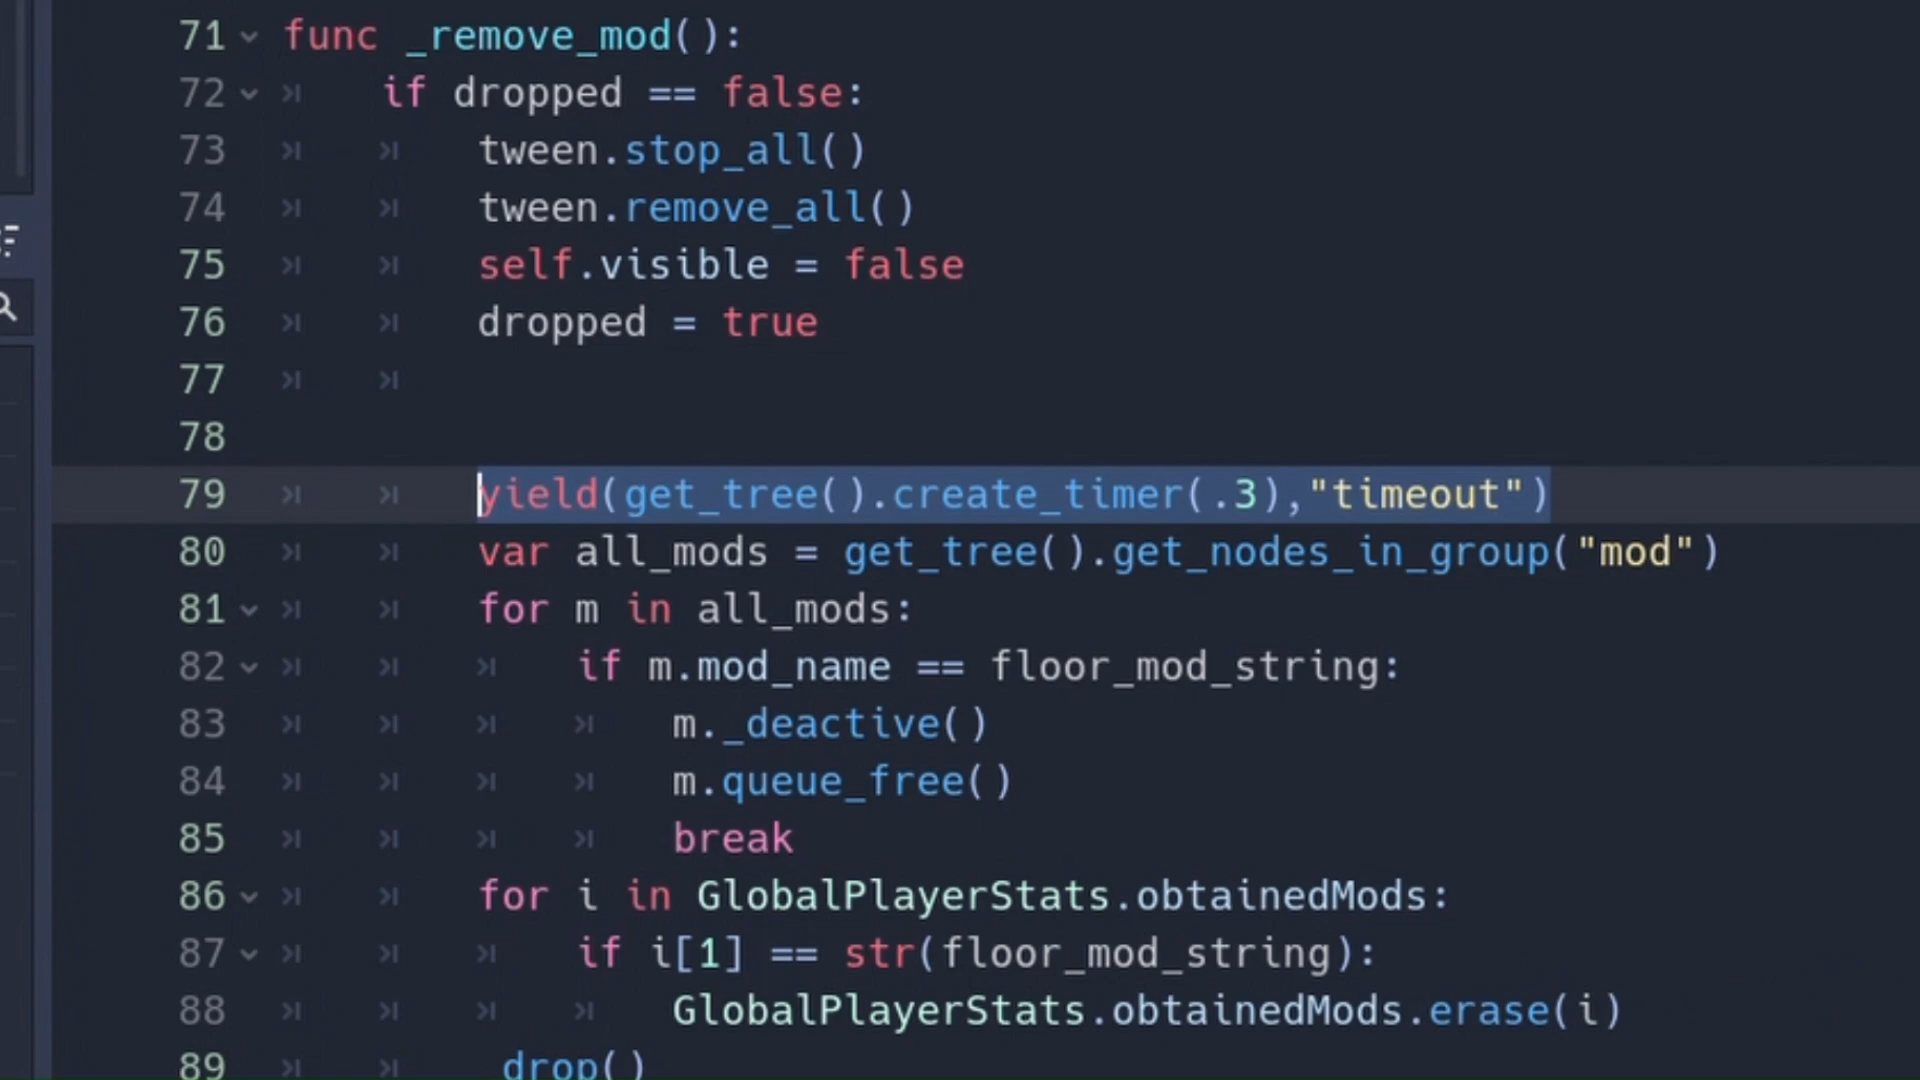 71 func _remove_mod():
72 if dropped == false:
73 tween.stop_all()
74 tween.remove_all()
75 self.visible = false
76 dropped = true
77
78
79 yield(get_tree().create_timer(.3),"timeout")
80 var all_mods = get_tree().get_nodes_in_group("mod")
81 for m in all_mods:
82 if m.mod_name == floor_mod_string:
83 m._deactive()
84 m.queue_free()
85 break
86 for i in GlobalPlayerStats.obtainedMods:
87 if i[1] == str(floor_mod_string):
88 GlobalPlayerStats.obtainedMods.erase(i)
89 drop()